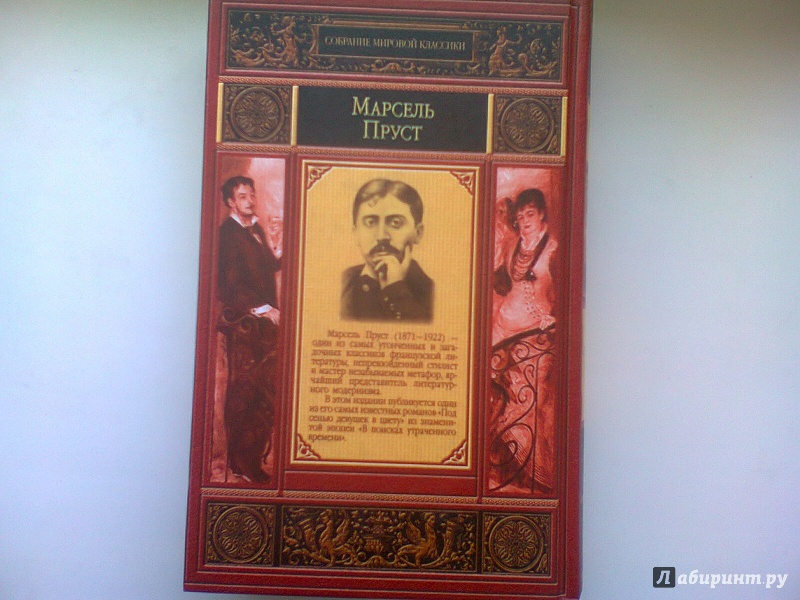 СОБРАНИЕ МИРОВОЙ КЛАССИКИ
МАРСЕЛЬ
ПРУСТ
Марсель Пруст (1871—1922) —
один из самых утонченных и зага-
дочных классиков французской ли-
тературы, непревзойденный стилист
и мастер незабываемых метафор, яр-
чайший представитель литератур-
ного модернизма.
В этом издании публикуется один
из его самых известных романов «Под
сенью девушек в цвету» из знамени-
той эпопеи «В поисках утраченного
времени».
Лабиринт.ру